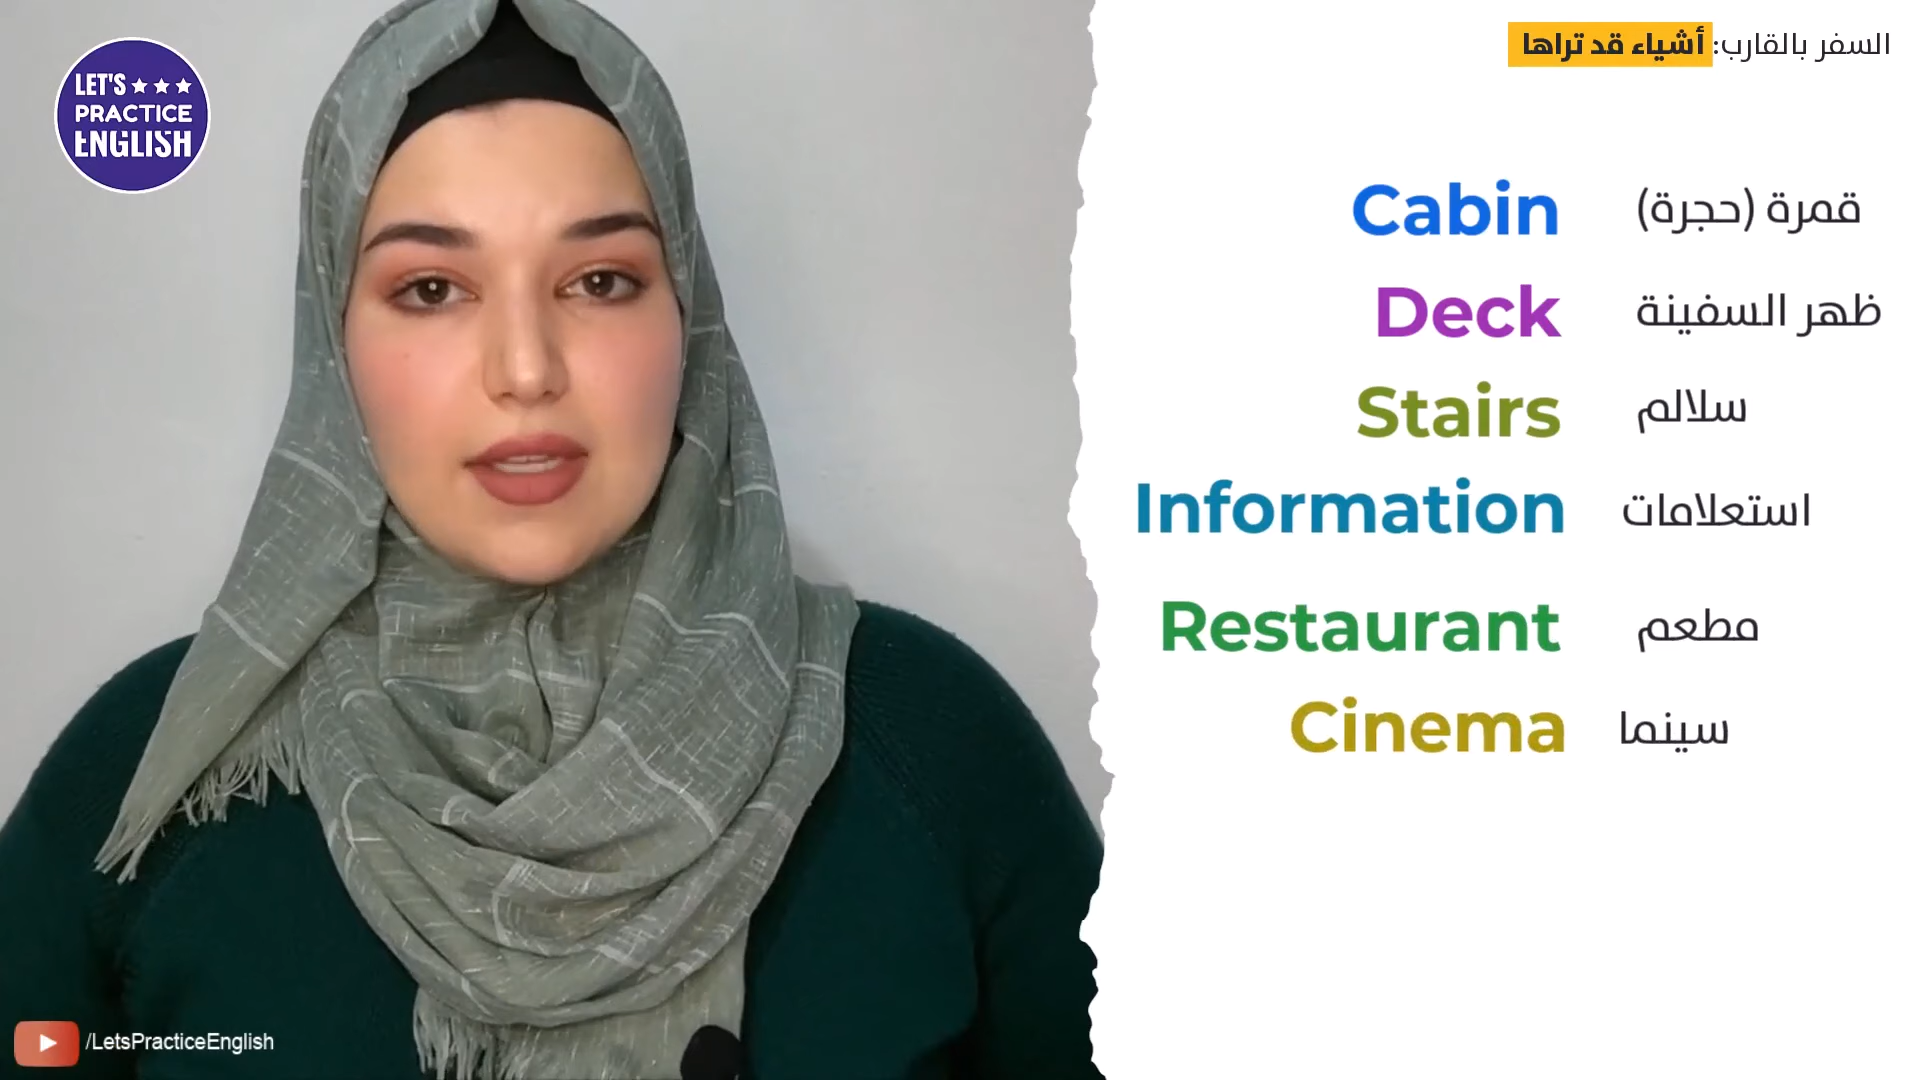 LET'S
PRACTICE
ENGLISH
السفر بالقارب: أشياء قد تراها
Cabin قمرة (حجرة)
Deck ظهر السفينة
Stairs سلالم
Information استعلامات
Restaurant مطعم
Cinema سينما
/LetsPracticeEnglish